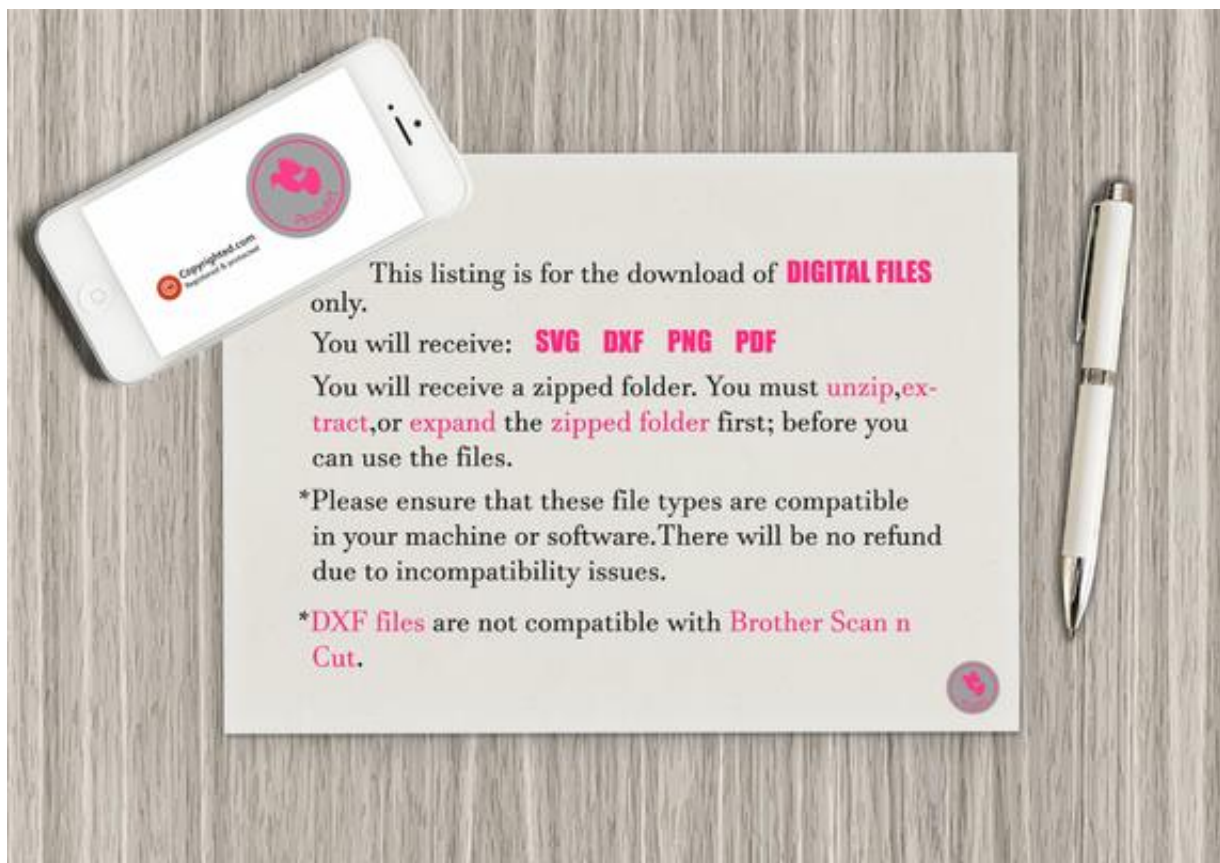 Copyrighted.com
Registered & protected
This listing is for the download of DIGITAL FILES
only.
You will receive: SVG DXF PNG PDF
You will receive a zipped folder. You must unzip,ex-
tract,or expand the zipped folder first; before you
can use the files.
*Please ensure that these file types are compatible
in your machine or software.There will be no refund
due to incompatibility issues.
*DXF files are not compatible with Brother Scan n
Cut.